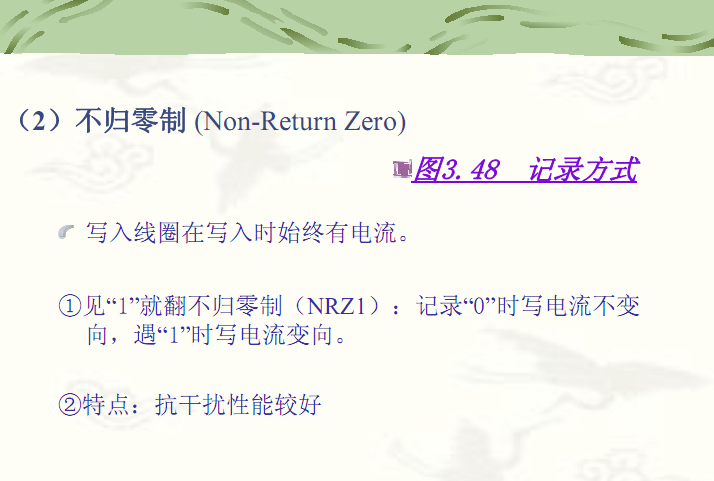 （2）不归零制 (Non-Return Zero)
图3.48 记录方式
写入线圈在写入时始终有电流。
①见“1”就翻不归零制（NRZ1）：记录“0”时写电流不变
向，遇“1”时写电流变向。
②特点：抗干扰性能较好